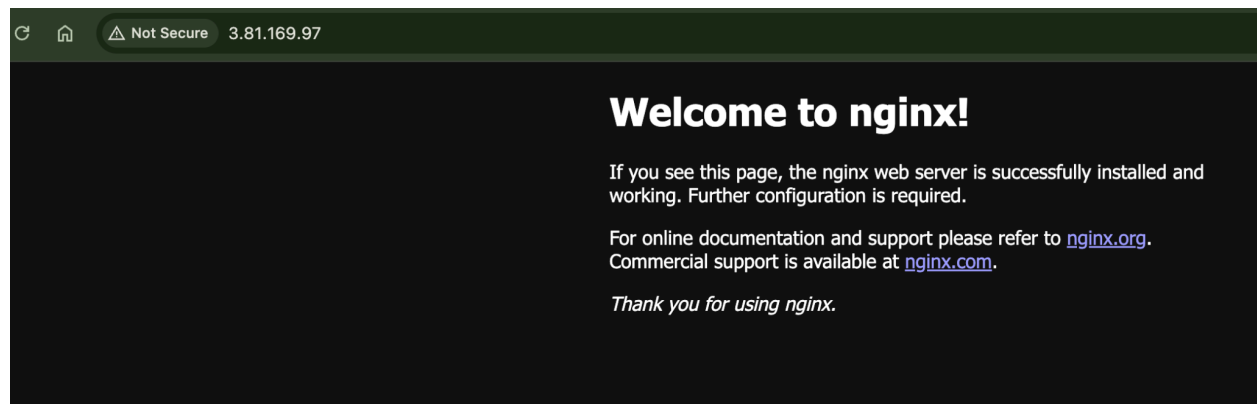 Not Secure 3.81.169.97
Welcome to nginx!
If you see this page, the nginx web server is successfully installed and
working. Further configuration is required.
For online documentation and support please refer to nginx.org.
Commercial support is available at nginx.com.
Thank you for using nginx.